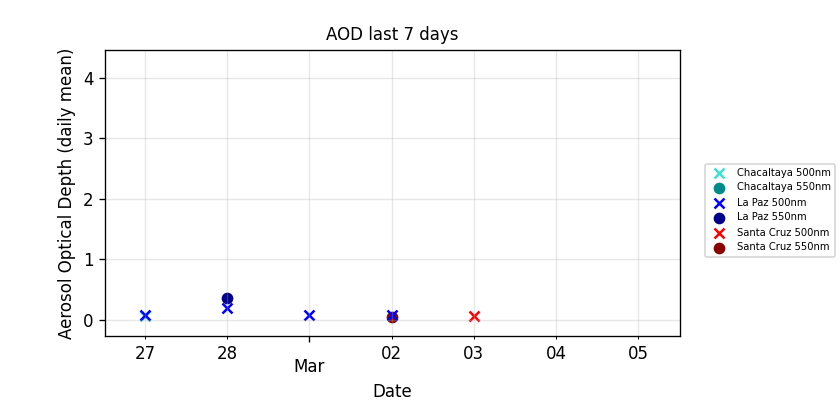 AOD last 7 days
Aerosol Optical Depth (daily mean)
4
3
2
1
0
27
28
Mar
02
03
04
05
Date
Chacaltaya 500nm
Chacaltaya 550nm
La Paz 500nm
La Paz 550nm
Santa Cruz 500nm
Santa Cruz 550nm